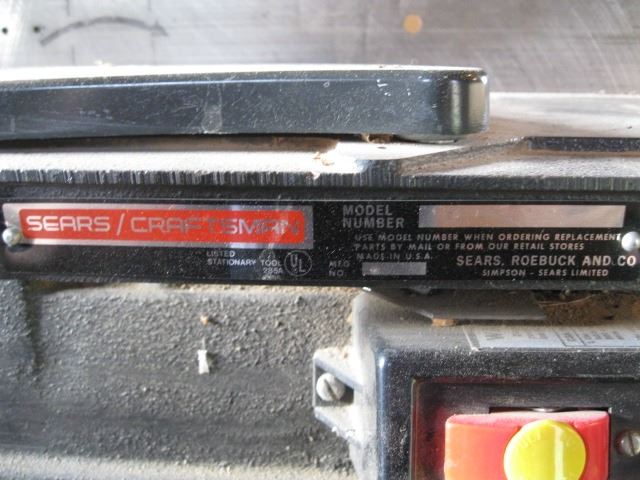 SEARS/CRAFTSMAN
LISTED
STATIONARY TOOL
UL
MODEL
NUMBER
USE MODEL NUMBER WHEN ORDERING REPLACEMENT
PARTS BY MAIL OR FROM OUR RETAIL STORES
MADE IN U.S.A.
MFG
NO.
SEARS, ROEBUCK AND CO
SIMPSON - SEARS LIMITED